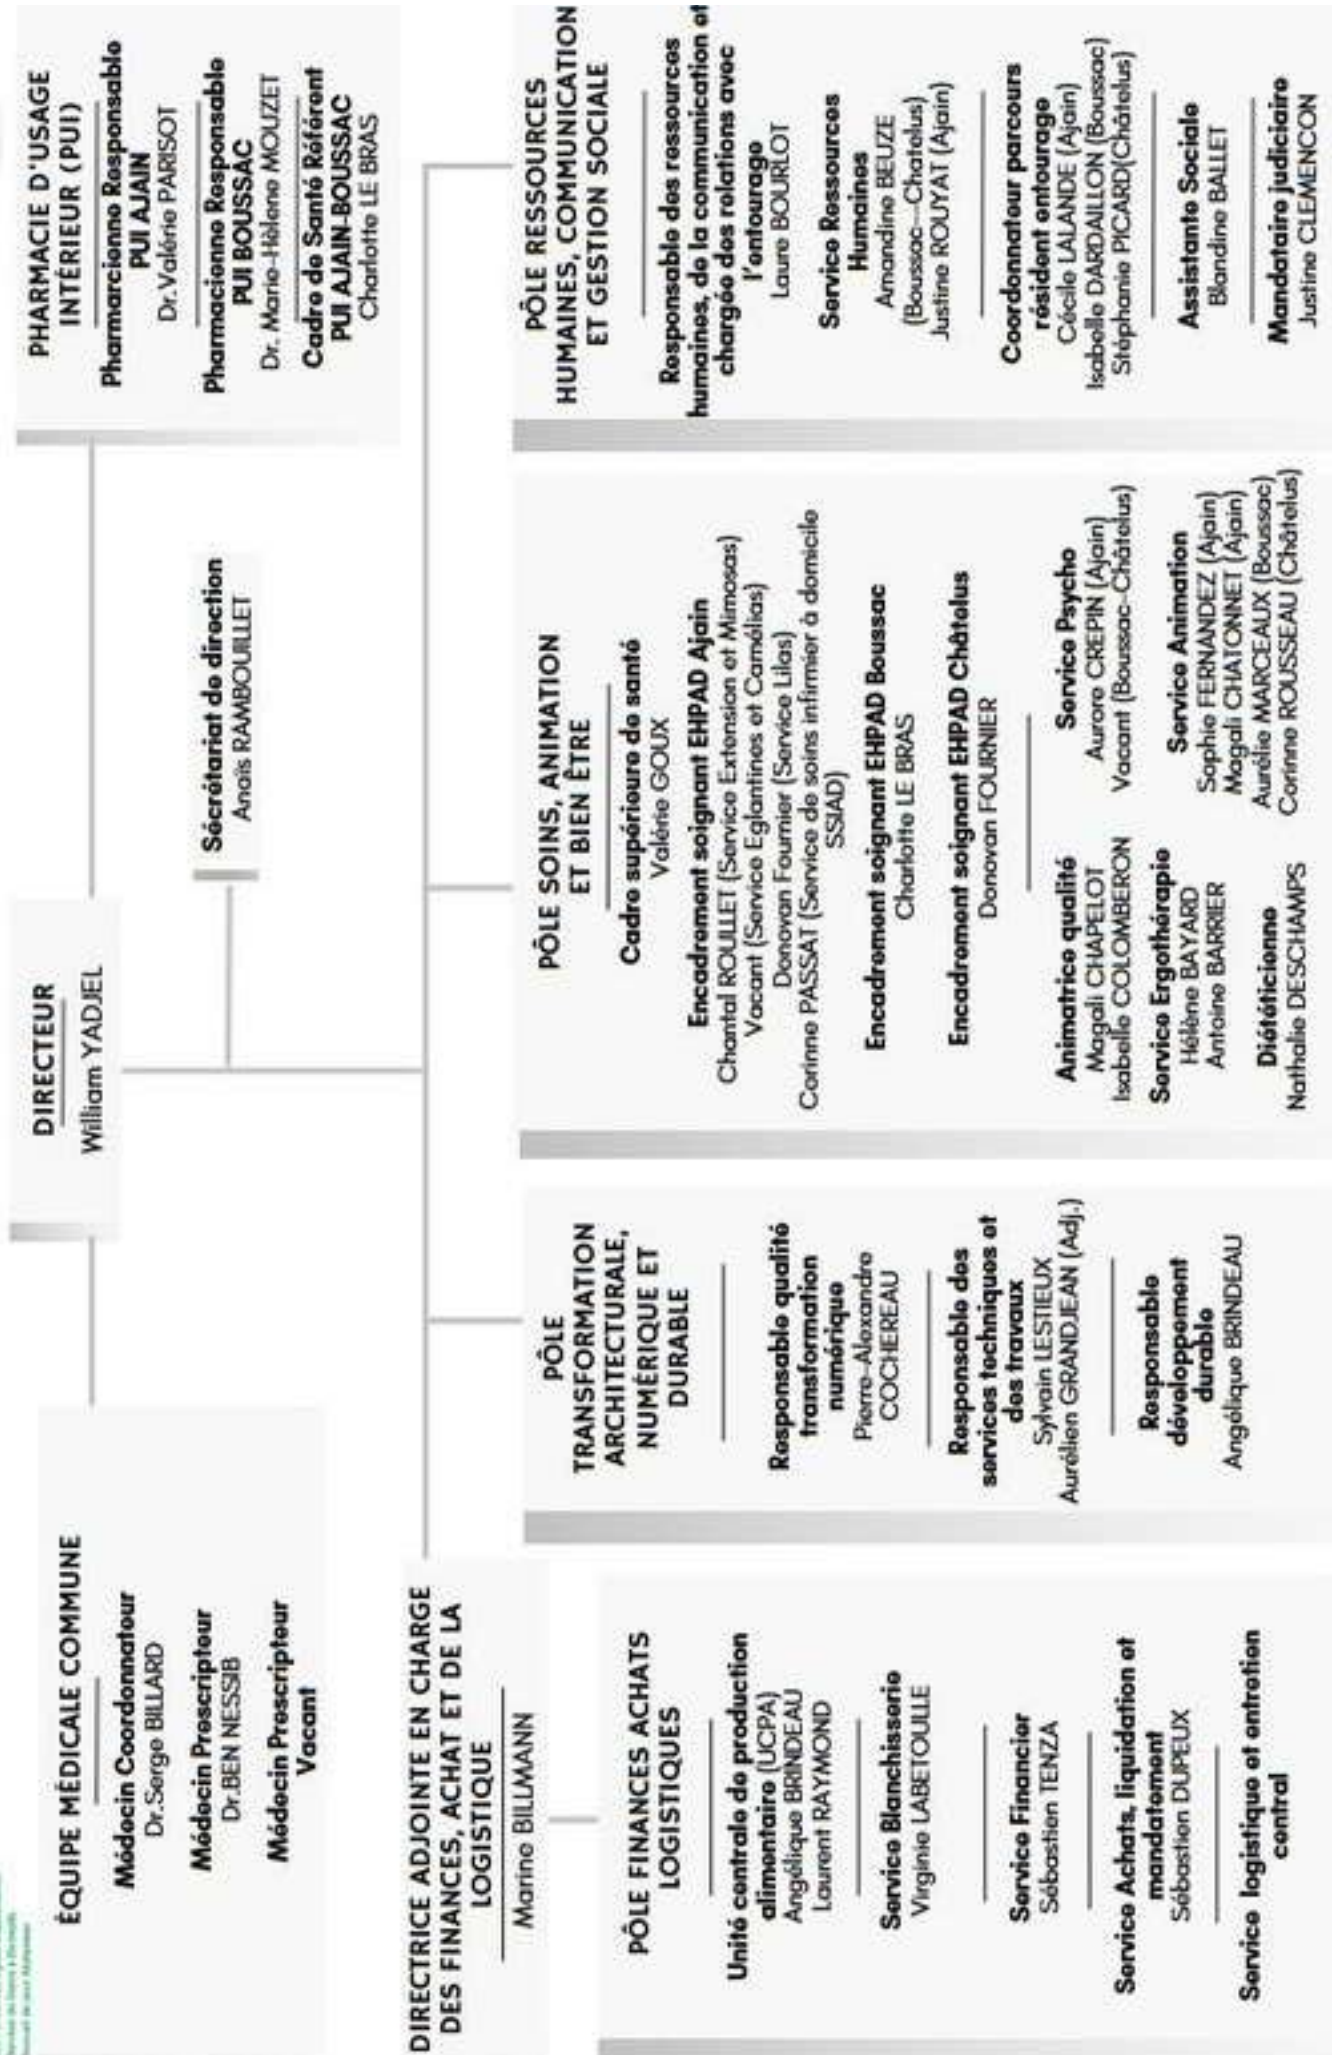 ÉQUIPE MÉDICALE COMMUNE
Médecin Coordonnateur
Dr.Serge BILLARD
Médecin Prescripteur
Dr.BEN NESSIB
Médecin Prescripteur
Vacant
DIRECTEUR
William YADJEL
PHARMACIE D'USAGE
INTÉRIEUR (PUI)
Pharmarcienne Responsable
PUI AJAIN
Dr.Valérie PARISOT
Pharmacienne Responsable
PUI BOUSSAC
Dr. Marie-Hélène MOUZET
Cadre de Santé Référent
PUI AJAIN-BOUSSAC
Charlotte LE BRAS
Sécrétariat de direction
Anaïs RAMBOUILLET
DIRECTRICE ADJOINTE EN CHARGE
DES FINANCES, ACHAT ET DE LA
LOGISTIQUE
Marine BILLMANN
PÔLE FINANCES ACHATS
LOGISTIQUES
Unité centrale de production
alimentaire (UCPA)
Angélique BRINDEAU
Laurent RAYMOND
Service Blanchisserie
Virginie LABETOULLE
Service Financier
Sébastien TENZA
Service Achats, liquidation et
mandatement
Sébastien DUPEUX
Service logistique et entretien
central
PÔLE
TRANSFORMATION
ARCHITECTURALE,
NUMÉRIQUE ET
DURABLE
Responsable qualité
transformation
numérique
Pierre-Alexandre
COCHEREAU
Responsable des
services techniques et
des travaux
Sylvain LESTIEUX
Aurélien GRANDJEAN (Adj.)
Responsable
développement
durable
Angélique BRINDEAU
PÔLE SOINS, ANIMATION
ET BIEN ÊTRE
Cadre supérieure de santé
Valérie GOUX
Encadrement soignant EHPAD Ajain
Chantal ROULLET (Service Extension et Mimosas)
Vacant (Service Eglantines et Camélias)
Donovan Fournier (Service Lilas)
Corinne PASSAT (Service de soins infirmier à domicile
SSIAD)
Encadrement soignant EHPAD Boussac
Charlotte LE BRAS
Encadrement soignant EHPAD Châtelus
Donovan FOURNIER
Animatrice qualité
Magali CHAPELOT
Isabelle COLOMBERON
Service Ergothérapie
Hélène BAYARD
Antoine BARRIER
Diététicienne
Nathalie DESCHAMPS
Service Psycho
Aurore CREPIN (Ajain)
Vacant (Boussac-Châtelus)
Service Animation
Sophie FERNANDEZ (Ajain)
Magali CHATONNET (Ajain)
Aurélie MARCEAUX (Boussac)
Corinne ROUSSEAU (Châtelus)
PÔLE RESSOURCES
HUMAINES, COMMUNICATION
ET GESTION SOCIALE
Responsable des ressources
humaines, de la communication et
chargée des relations avec
l'entourage
Laure BOURLOT
Service Ressources
Humaines
Amandine BEUZE
(Boussac-Chatelus)
Justine ROUYAT (Ajain)
Coordonnateur parcours
résident entourage
Cécile LALANDE (Ajain)
Isabelle DARDAILLON (Boussac)
Stéphanie PICARD(Châtelus)
Assistante Sociale
Blandine BALLET
Mandataire judiciaire
Justine CLEMENCON